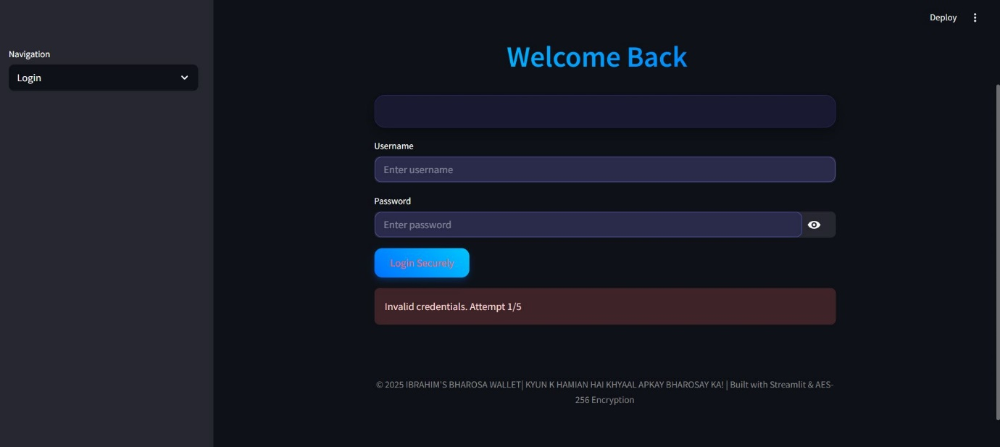 Deploy
Navigation
Login
Welcome Back
Username
Enter username
Password
Enter password
Login Securely
Invalid credentials. Attempt 1/5
© 2025 IBRAHIM'S BHAROSA WALLET| KYUN K HAMIAN HAI KHYAAL APKAY BHAROSAY KA! | Built with Streamlit & AES-
256 Encryption